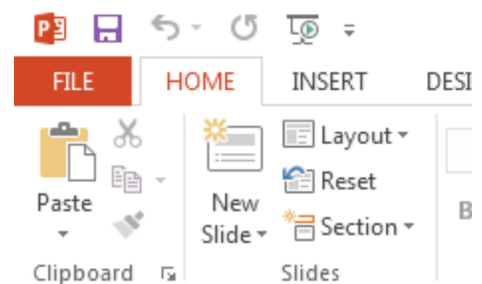 P
FILE HOME INSERT DESI
Layout
Reset
Paste New
Slide Section B
Clipboard Slides